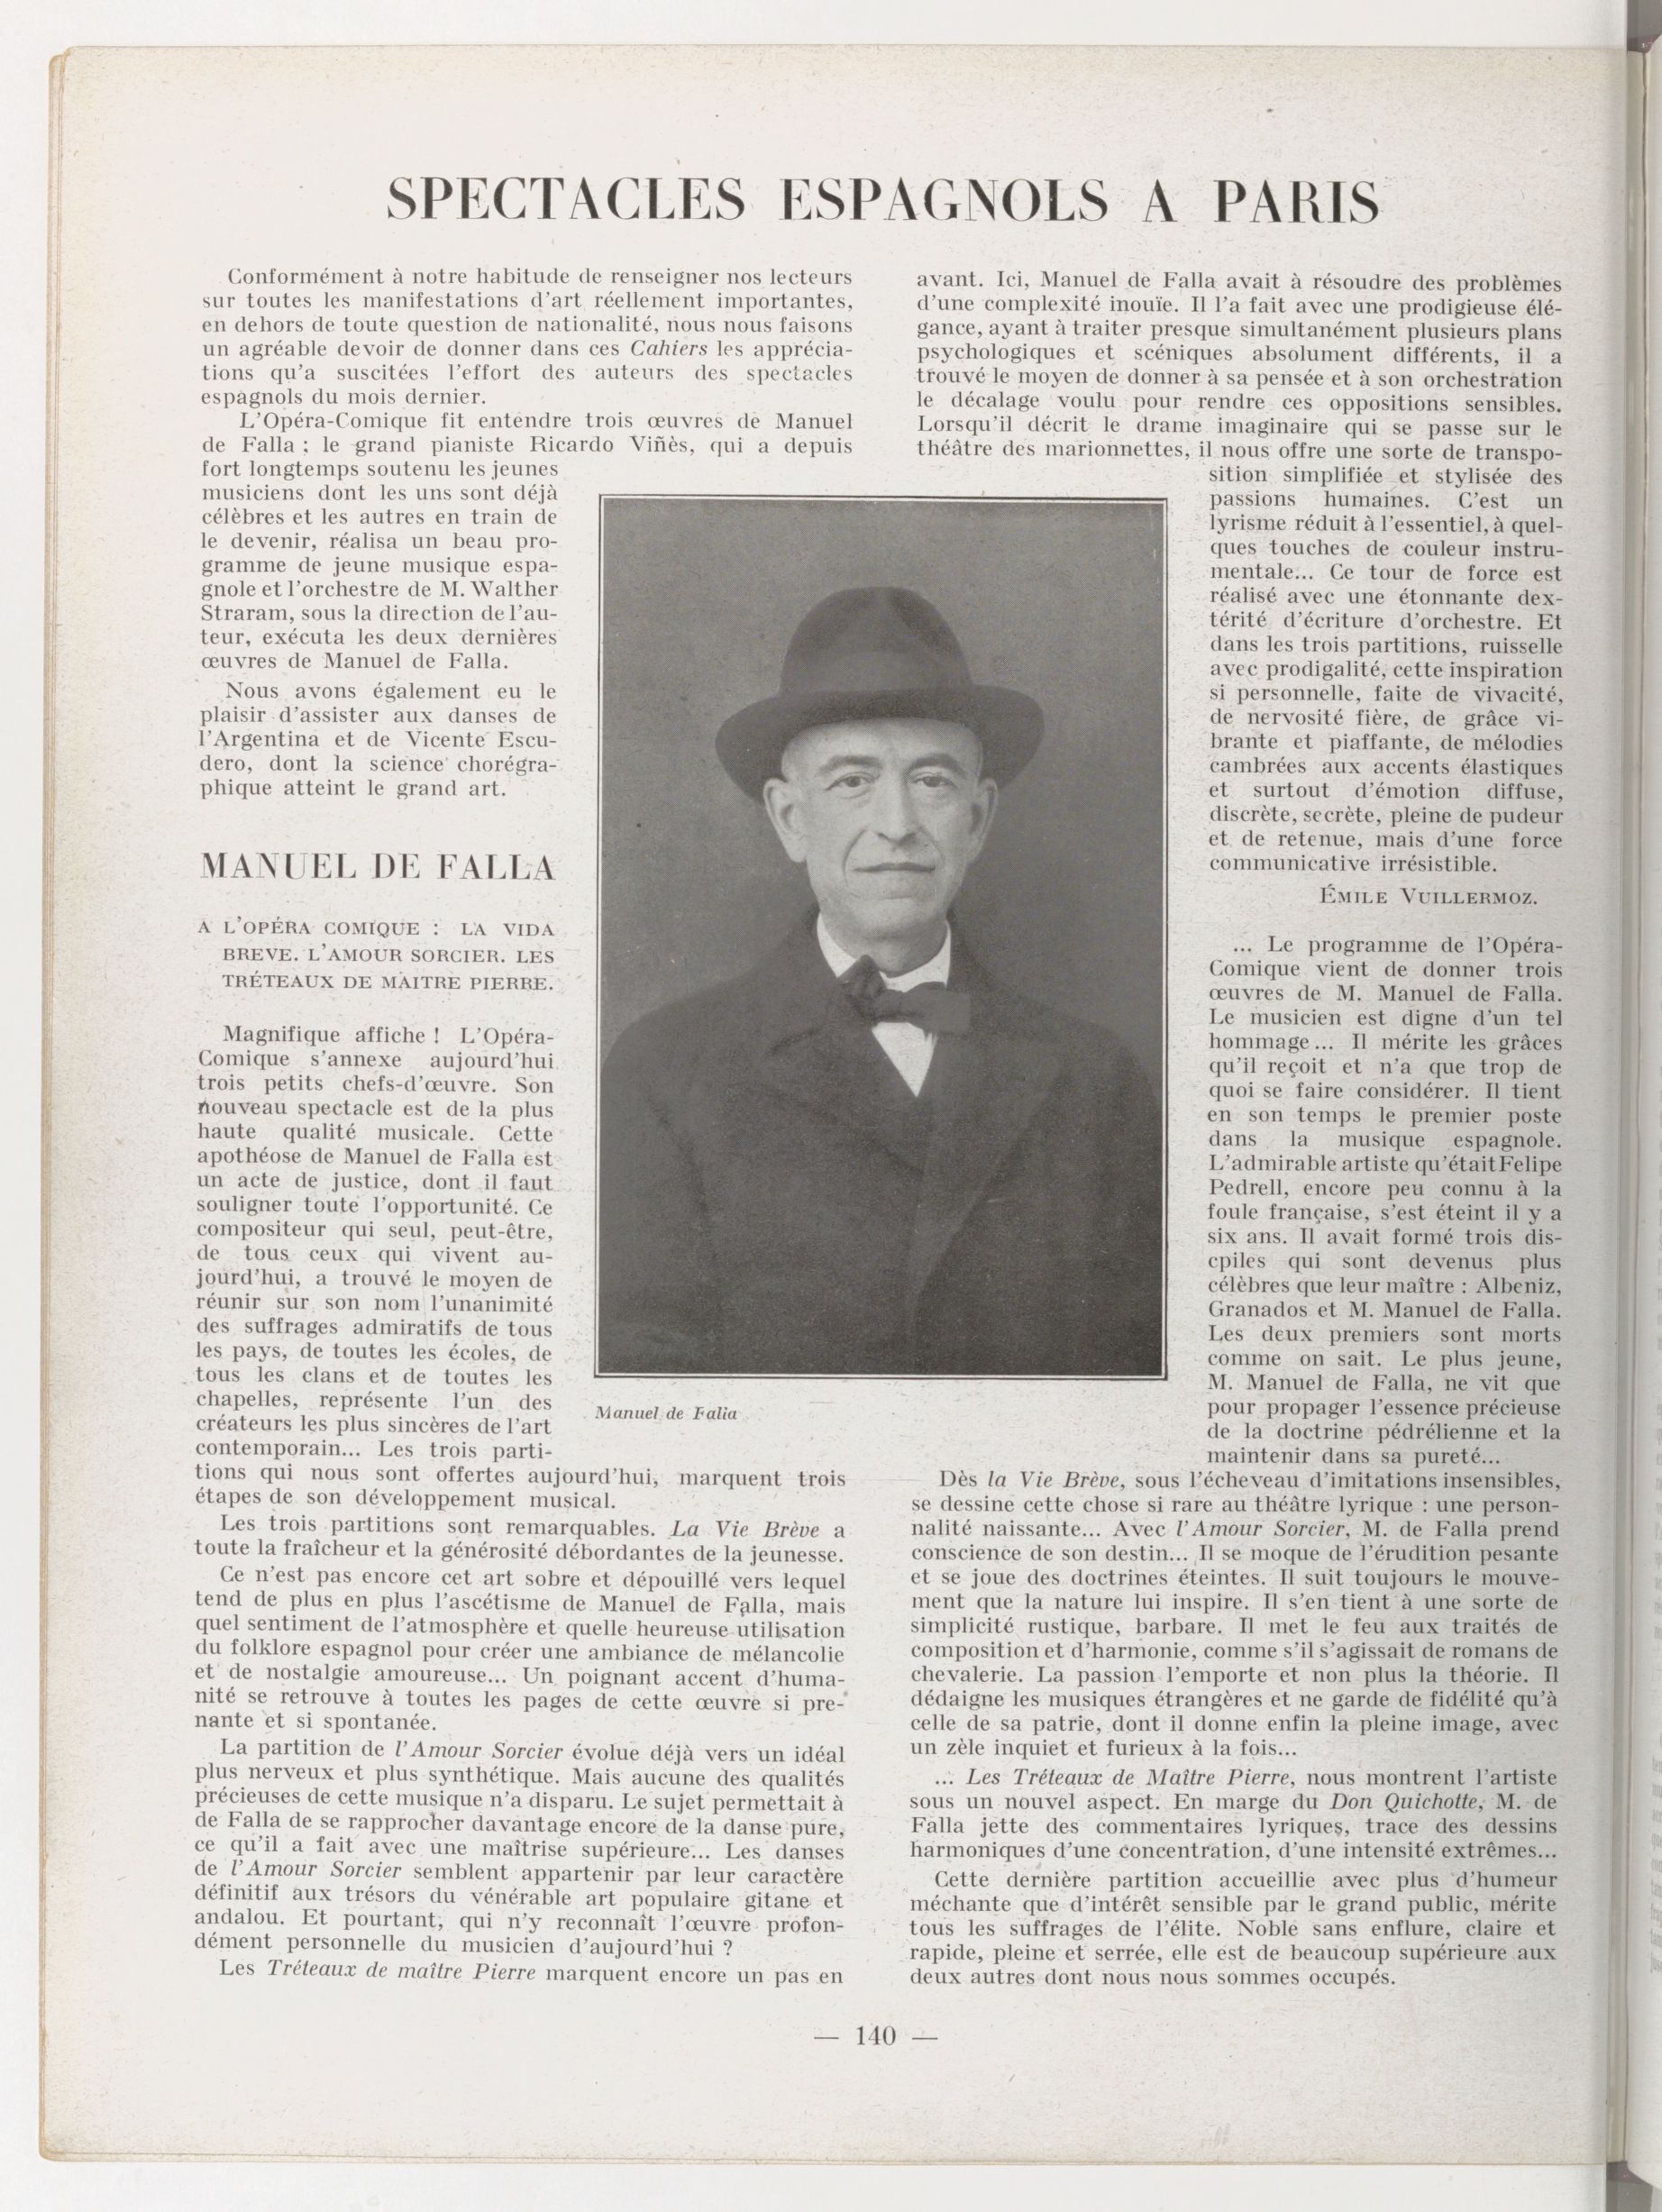 SPECTACLES ESPAGNOLS A PARIS
Conformément à notre habitude de renseigner nos lecteurs
sur toutes les manifestations d'art réellement importantes,
en dehors de toute question de nationalité, nous nous faisons
un agréable devoir de donner dans ces Cahiers les apprécia-
tions qu'a suscitées l'effort des auteurs des spectacles
espagnols du mois dernier.
L'Opéra-Comique fit entendre trois œuvres de Manuel
de Falla ; le grand pianiste Ricardo Viñès, qui a depuis
fort longtemps soutenu les jeunes
musiciens dont les uns sont déjà
célèbres et les autres en train de
le devenir, réalisa un beau pro-
gramme de jeune musique espa-
gnole et l'orchestre de M. Walther
Straram, sous la direction de l'au-
teur, exécuta les deux dernières
œuvres de Manuel de Falla.
Nous avons également eu le
plaisir d'assister aux danses de
l'Argentina et de Vicente Escu-
dero, dont la science chorégra-
phique atteint le grand art.
MANUEL DE FALLA
A L'OPÉRA COMIQUE : LA VIDA
BREVE. L'AMOUR SORCIER. LES
TRÉTEAUX DE MAITRE PIERRE.
Magnifique affiche ! L'Opéra-
Comique s'annexe aujourd'hui
trois petits chefs-d'œuvre. Son
nouveau spectacle est de la plus
haute qualité musicale. Cette
apothéose de Manuel de Falla est
un acte de justice, dont il faut
souligner toute l'opportunité. Ce
compositeur qui seul, peut-être,
de tous ceux qui vivent au-
jourd'hui, a trouvé le moyen de
réunir sur son nom l'unanimité
des suffrages admiratifs de tous
les pays, de toutes les écoles, de
tous les clans et de toutes les
chapelles, représente l'un des
créateurs les plus sincères de l'art
contemporain... Les trois parti-
tions qui nous sont offertes aujourd'hui, marquent trois
étapes de son développement musical.
Les trois partitions sont remarquables. La Vie Brève a
toute la fraîcheur et la générosité débordantes de la jeunesse.
Ce n'est pas encore cet art sobre et dépouillé vers lequel
tend de plus en plus l'ascétisme de Manuel de Falla, mais
quel sentiment de l'atmosphère et quelle heureuse utilisation
du folklore espagnol pour créer une ambiance de mélancolie
et de nostalgie amoureuse... Un poignant accent d'huma-
nité se retrouve à toutes les pages de cette œuvre si pre-
nante et si spontanée.
La partition de l'Amour Sorcier évolue déjà vers un idéal
plus nerveux et plus synthétique. Mais aucune des qualités
précieuses de cette musique n'a disparu. Le sujet permettait à
de Falla de se rapprocher davantage encore de la danse pure,
ce qu'il a fait avec une maîtrise supérieure... Les danses
de l'Amour Sorcier semblent appartenir par leur caractère
définitif aux trésors du vénérable art populaire gitane et
andalou. Et pourtant, qui n'y reconnaît l'œuvre profon-
dément personnelle du musicien d'aujourd'hui ?
Les Tréteaux de maître Pierre marquent encore un pas en
Manuel de Falla
avant. Ici, Manuel de Falla avait à résoudre des problèmes
d'une complexité inouïe. Il l'a fait avec une prodigieuse élé-
gance, ayant à traiter presque simultanément plusieurs plans
psychologiques et scéniques absolument différents, il a
trouvé le moyen de donner à sa pensée et à son orchestration
le décalage voulu pour rendre ces oppositions sensibles.
Lorsqu'il décrit le drame imaginaire qui se passe sur le
théâtre des marionnettes, il nous offre une sorte de transpo-
sition simplifiée et stylisée des
passions humaines. C'est un
lyrisme réduit à l'essentiel, à quel-
ques touches de couleur instru-
mentale... Ce tour de force est
réalisé avec une étonnante dex-
térité d'écriture d'orchestre. Et
dans les trois partitions, ruisselle
avec prodigalité, cette inspiration
si personnelle, faite de vivacité,
de nervosité fière, de grâce vi-
brante et piaffante, de mélodies
cambrées aux accents élastiques
et surtout d'émotion diffuse,
discrète, secrète, pleine de pudeur
et de retenue, mais d'une force
communicative irrésistible.
ÉMILE VUILLERMOZ.
... Le programme de l'Opéra-
Comique vient de donner trois
œuvres de M. Manuel de Falla.
Le musicien est digne d'un tel
hommage... Il mérite les grâces
qu'il reçoit et n'a que trop de
quoi se faire considérer. Il tient
en son temps le premier poste
dans la musique espagnole.
L'admirable artiste qu'était Felipe
Pedrell, encore peu connu à la
foule française, s'est éteint il y a
six ans. Il avait formé trois dis-
cpiles qui sont devenus plus
célèbres que leur maître : Albeniz,
Granados et M. Manuel de Falla.
Les deux premiers sont morts
comme on sait. Le plus jeune,
M. Manuel de Falla, ne vit que
pour propager l'essence précieuse
de la doctrine pédrélienne et la
maintenir dans sa pureté...
Dès la Vie Brève, sous l'écheveau d'imitations insensibles,
se dessine cette chose si rare au théâtre lyrique : une person-
nalité naissante... Avec l'Amour Sorcier, M. de Falla prend
conscience de son destin... Il se moque de l'érudition pesante
et se joue des doctrines éteintes. Il suit toujours le mouve-
ment que la nature lui inspire. Il s'en tient à une sorte de
simplicité rustique, barbare. Il met le feu aux traités de
composition et d'harmonie, comme s'il s'agissait de romans de
chevalerie. La passion l'emporte et non plus la théorie. Il
dédaigne les musiques étrangères et ne garde de fidélité qu'à
celle de sa patrie, dont il donne enfin la pleine image, avec
un zèle inquiet et furieux à la fois...
... Les Tréteaux de Maître Pierre, nous montrent l'artiste
sous un nouvel aspect. En marge du Don Quichotte, M. de
Falla jette des commentaires lyriques, trace des dessins
harmoniques d'une concentration, d'une intensité extrêmes...
Cette dernière partition accueillie avec plus d'humeur
méchante que d'intérêt sensible par le grand public, mérite
tous les suffrages de l'élite. Noble sans enflure, claire et
rapide, pleine et serrée, elle est de beaucoup supérieure aux
deux autres dont nous nous sommes occupés.
— 140 —